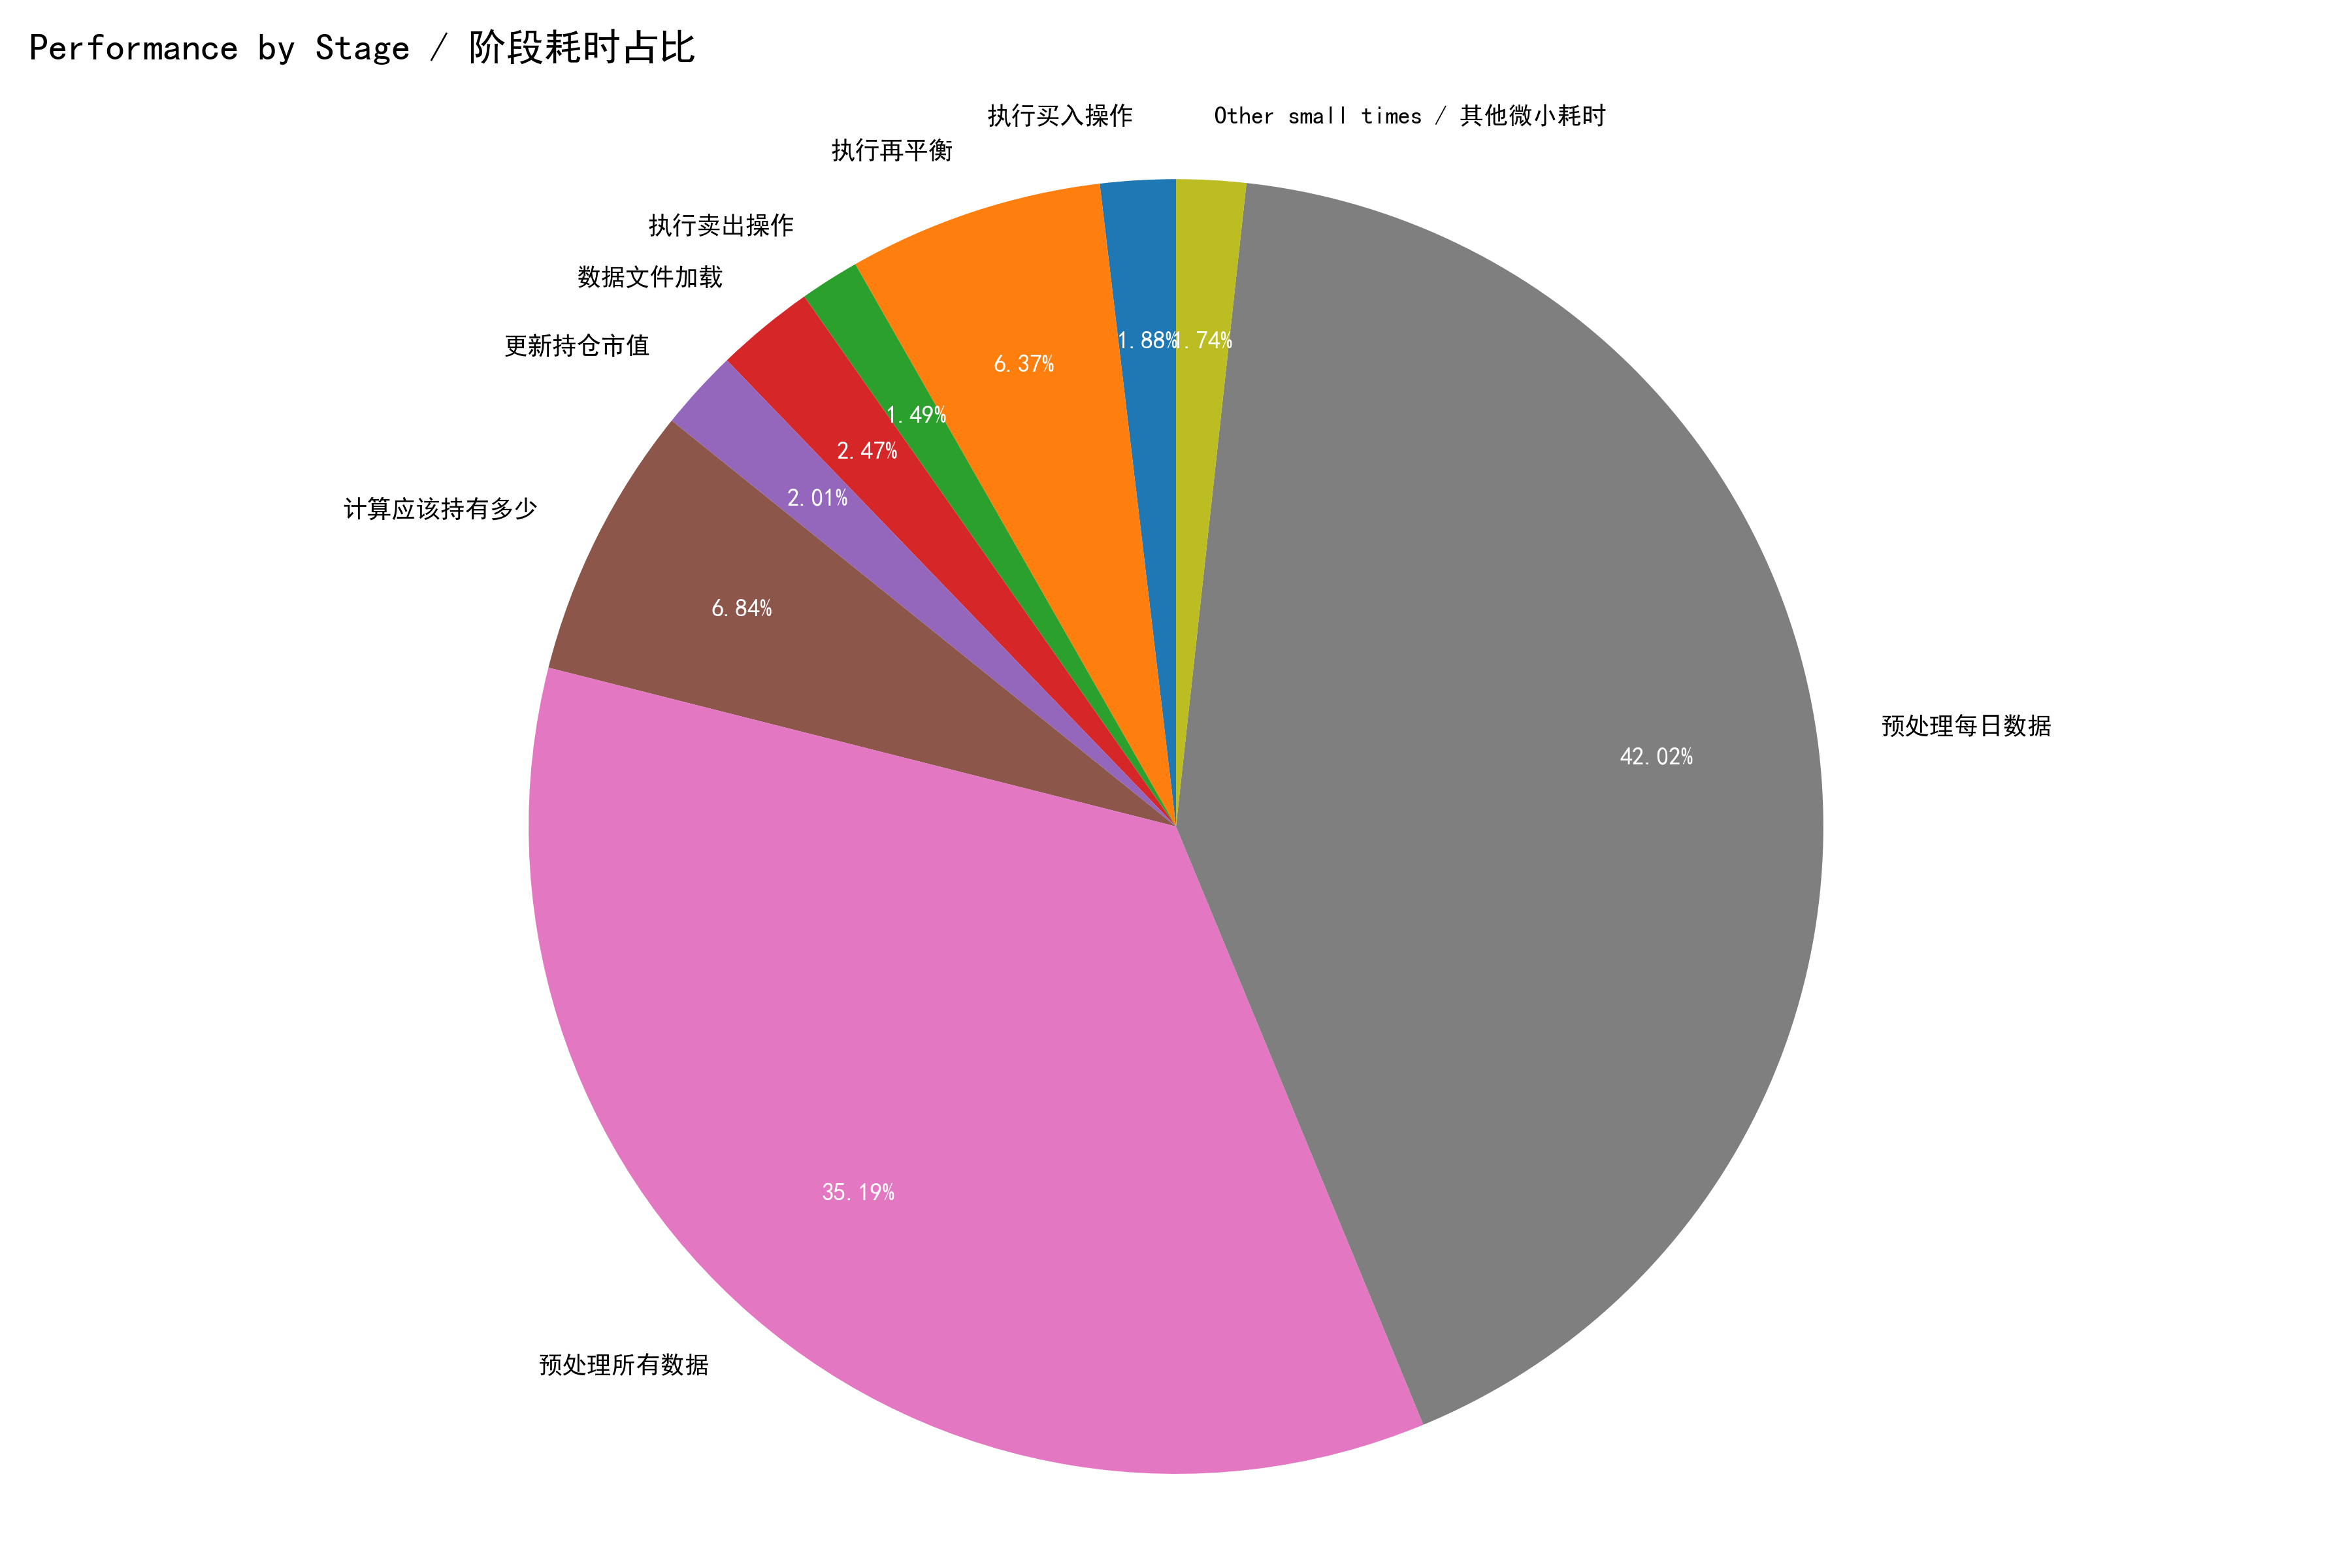 Performance by Stage / 阶段耗时占比
执行买入操作
Other small times / 其他微小耗时
执行再平衡
执行卖出操作
数据文件加载
更新持仓市值
1.88%
1.74%
6.37%
1.49%
2.47%
2.01%
计算应该持有多少
6.84%
预处理每日数据
42.02%
35.19%
预处理所有数据